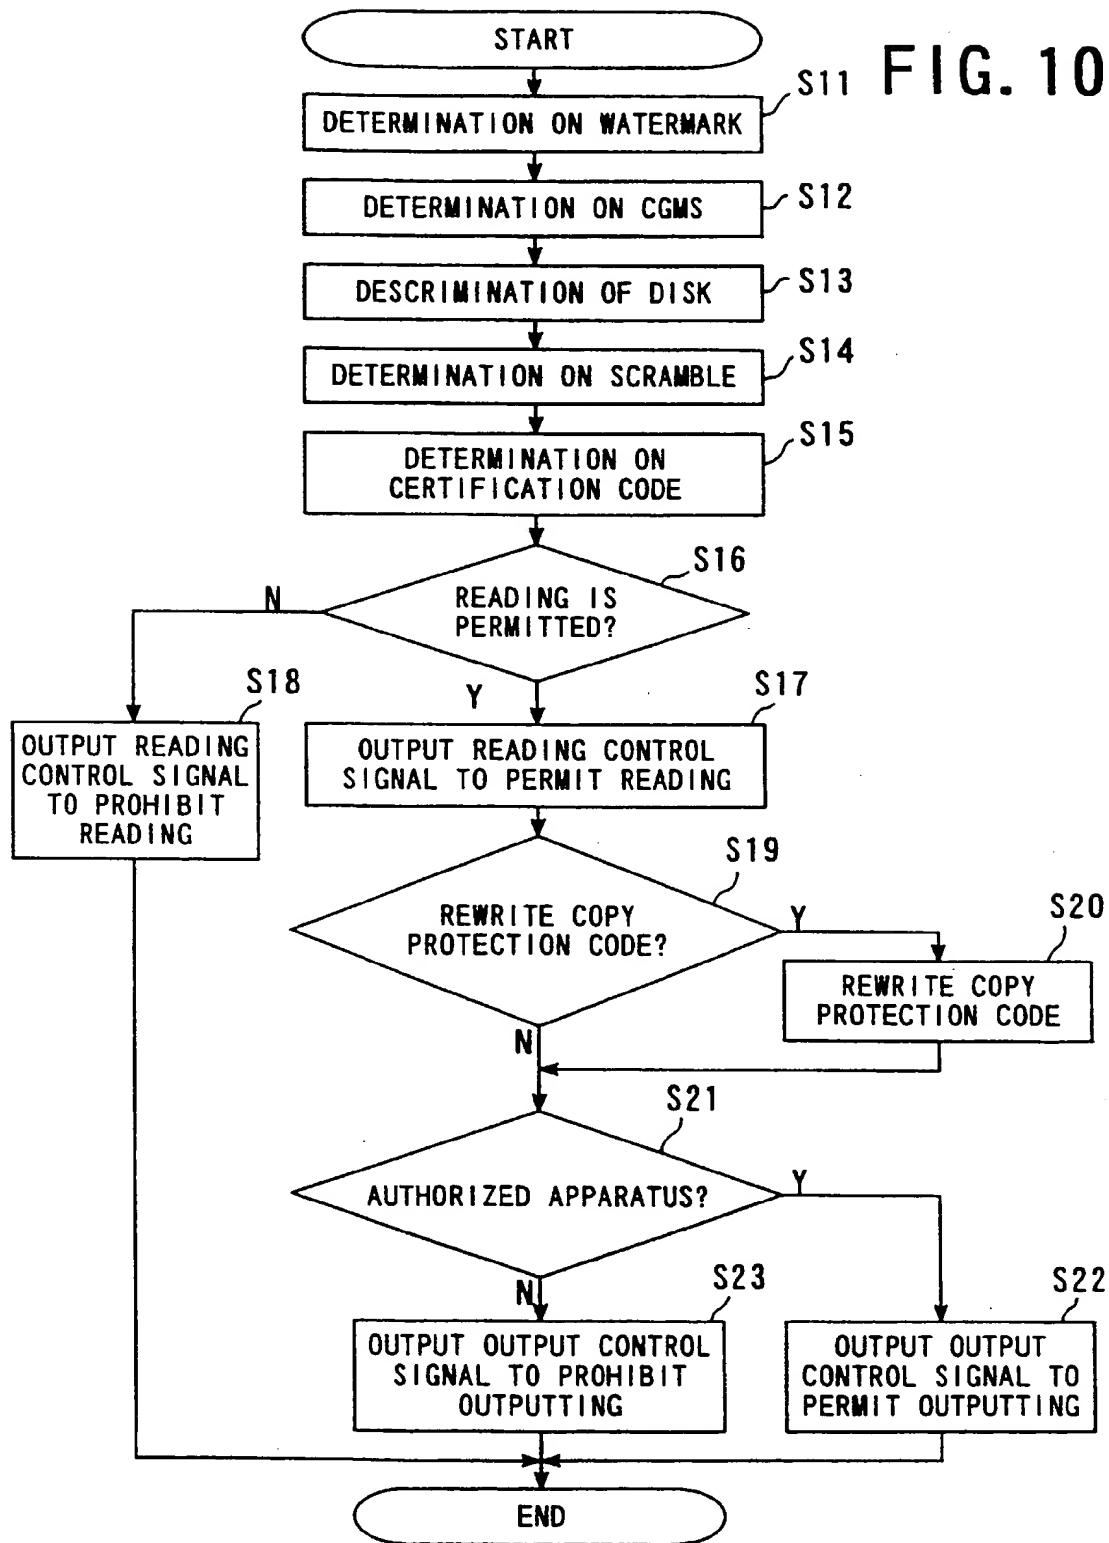 START
FIG. 10
S11
DETERMINATION ON WATERMARK
S12
DETERMINATION ON CGMS
S13
DESCRIMINATION OF DISK
S14
DETERMINATION ON SCRAMBLE
S15
DETERMINATION ON
CERTIFICATION CODE
S16
READING IS
PERMITTED?
N
Y
S18
OUTPUT READING
CONTROL SIGNAL
TO PROHIBIT
READING
S17
OUTPUT READING CONTROL
SIGNAL TO PERMIT READING
S19
REWRITE COPY
PROTECTION CODE?
Y
N
S20
REWRITE COPY
PROTECTION CODE
S21
AUTHORIZED APPARATUS?
Y
N
S23
OUTPUT OUTPUT CONTROL
SIGNAL TO PROHIBIT
OUTPUTTING
S22
OUTPUT OUTPUT
CONTROL SIGNAL TO
PERMIT OUTPUTTING
END